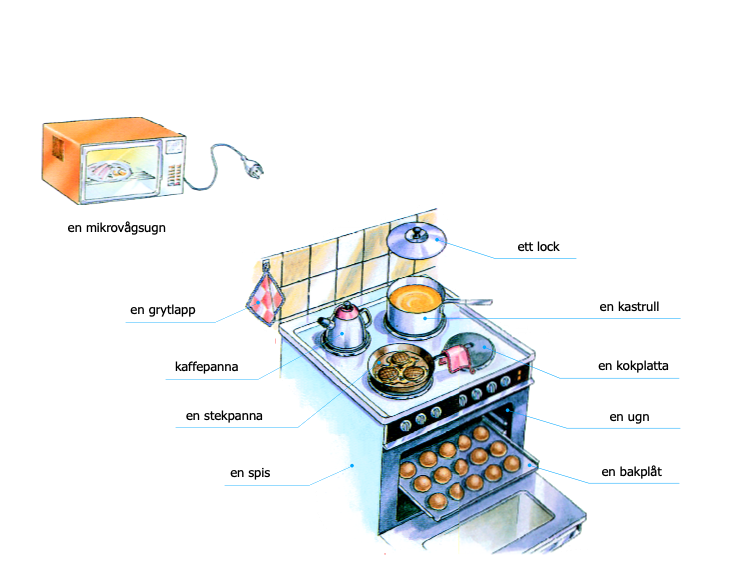 en mikrovågsugn
ett lock
en grytlapp
en kastrull
kaffepanna
en kokplatta
en stekpanna
en ugn
en spis
en bakplåt